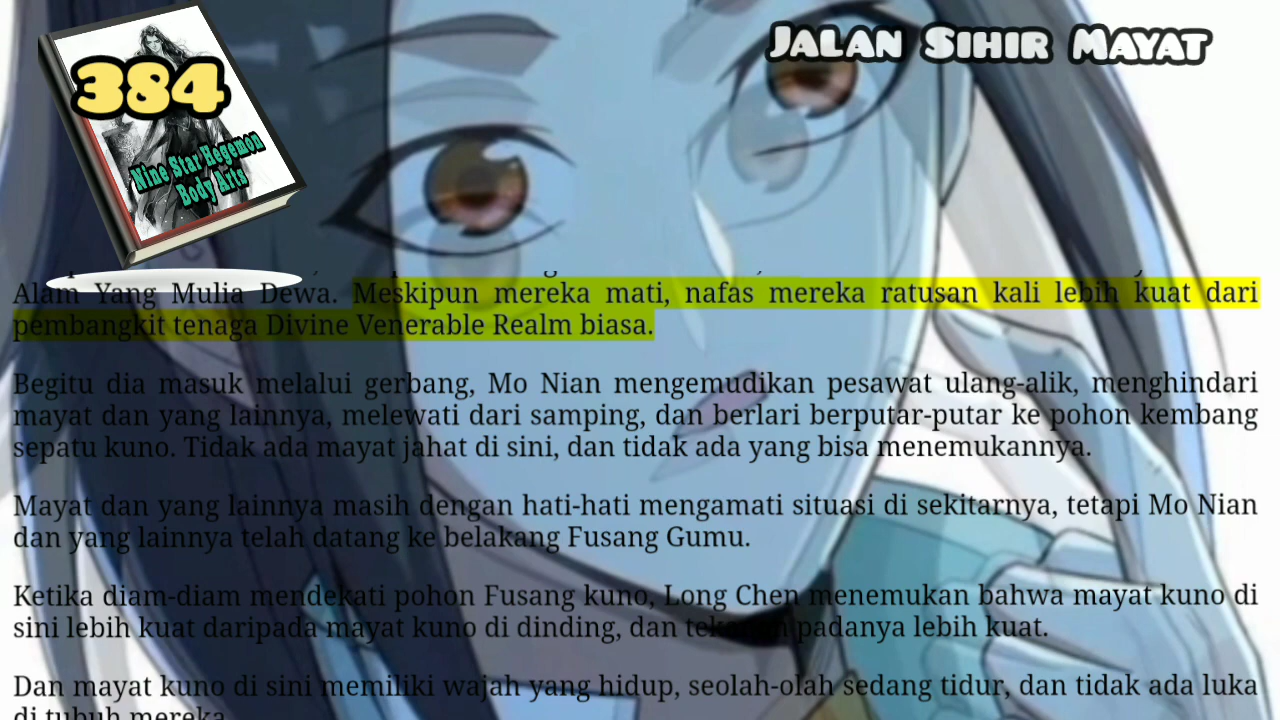 JALAN SIHIR MAYAT
384
Nine Star Hegemon
Body Arts
Alam Yang Mulia Dewa. Meskipun mereka mati, nafas mereka ratusan kali lebih kuat dari
pembangkit tenaga Divine Venerable Realm biasa.
Begitu dia masuk melalui gerbang, Mo Nian mengemudikan pesawat ulang-alik, menghindari
mayat dan yang lainnya, melewati dari samping, dan berlari berputar-putar ke pohon kembang
sepatu kuno. Tidak ada mayat jahat di sini, dan tidak ada yang bisa menemukannya.
Mayat dan yang lainnya masih dengan hati-hati mengamati situasi di sekitarnya, tetapi Mo Nian
dan yang lainnya telah datang ke belakang Fusang Gumu.
Ketika diam-diam mendekati pohon Fusang kuno, Long Chen menemukan bahwa mayat kuno di
sini lebih kuat daripada mayat kuno di dinding, dan tekanan padanya lebih kuat.
Dan mayat kuno di sini memiliki wajah yang hidup, seolah-olah sedang tidur, dan tidak ada luka
di tubuh mereka